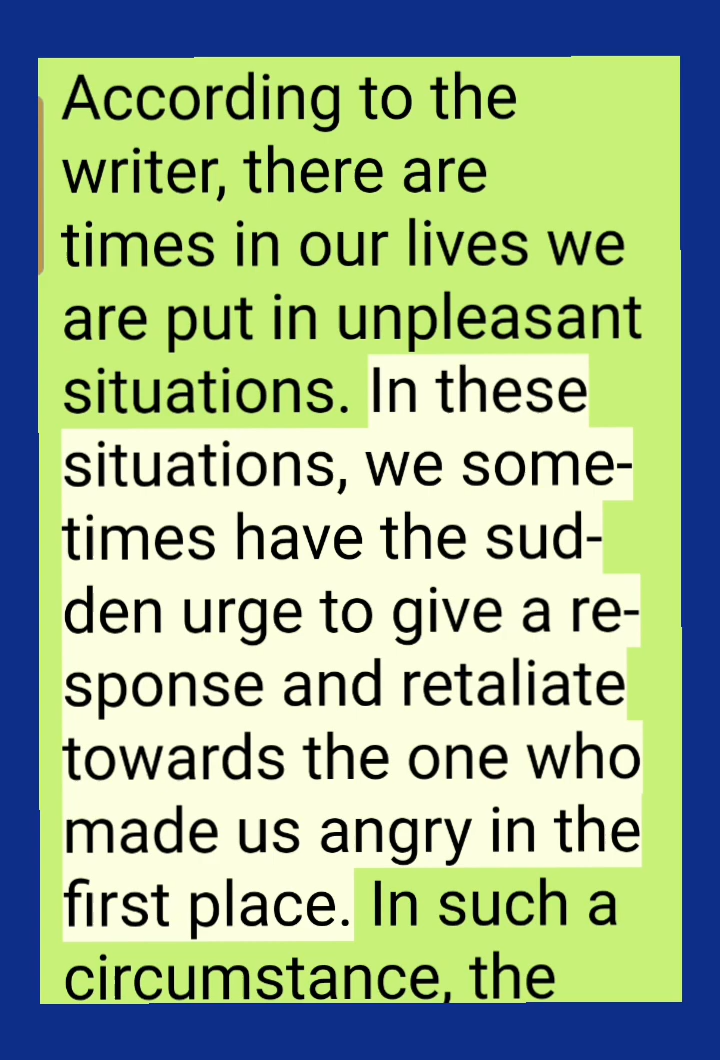 According to the
writer, there are
times in our lives we
are put in unpleasant
situations. In these
situations, we some-
times have the sud-
den urge to give a re-
sponse and retaliate
towards the one who
made us angry in the
first place. In such a
circumstance, the